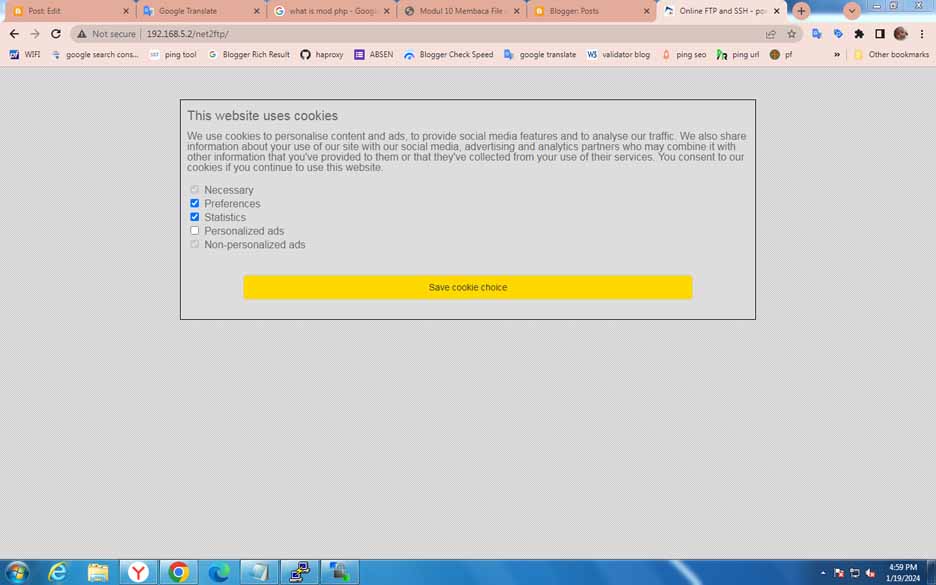 Post: Edit
Google Translate
what is mod php - Googl
Modul 10 Membaca File
Blogger: Posts
Online FTP and SSH - po
Not secure
192.168.5.2/net2ftp/
WIFI
google search cons...
ping tool
Blogger Rich Result
haproxy
ABSEN
Blogger Check Speed
google translate
validator blog
ping seo
ping url
pf
»
Other bookmarks
This website uses cookies
We use cookies to personalise content and ads, to provide social media features and to analyse our traffic. We also share
information about your use of our site with our social media, advertising and analytics partners who may combine it with
other information that you've provided to them or that they've collected from your use of their services. You consent to our
cookies if you continue to use this website.
Necessary
Preferences
Statistics
Personalized ads
Non-personalized ads
Save cookie choice
4:59 PM
1/19/2024